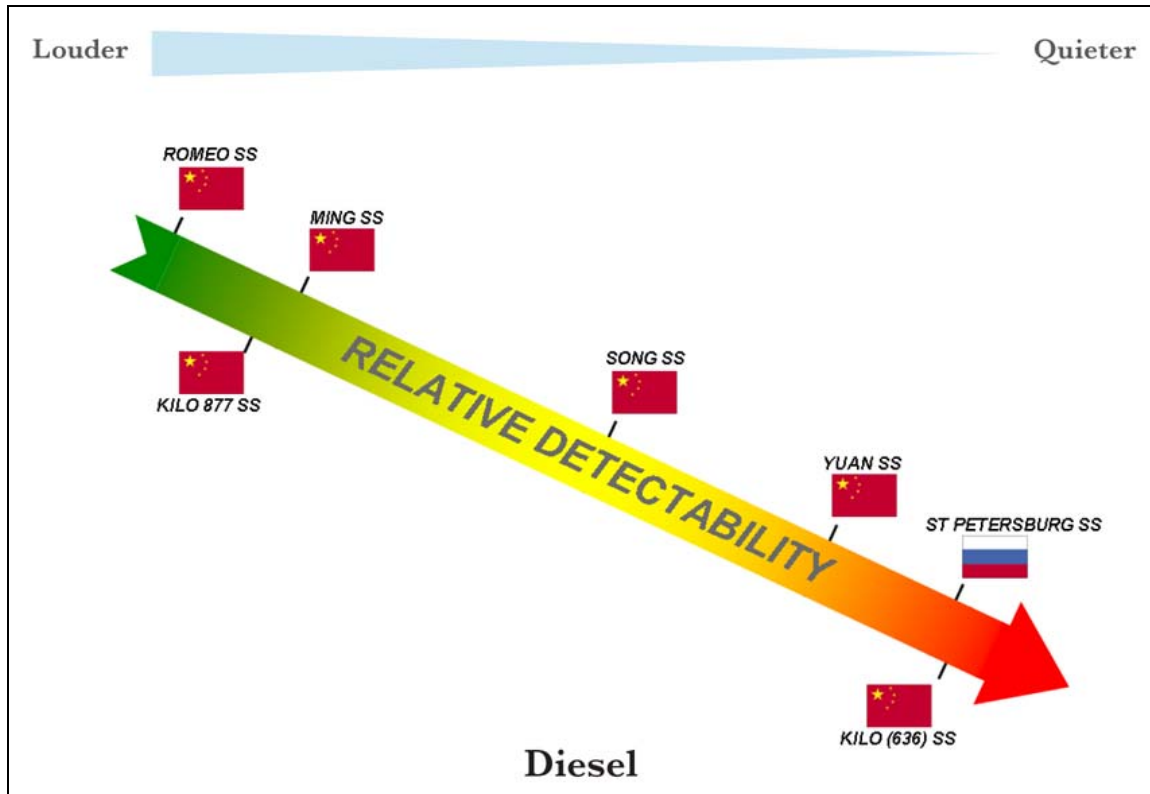 Louder
Quieter
ROMEO SS
MING SS
KILO 877 SS
SONG SS
YUAN SS
ST PETERSBURG SS
RELATIVE DETECTABILITY
KILO (636) SS
Diesel